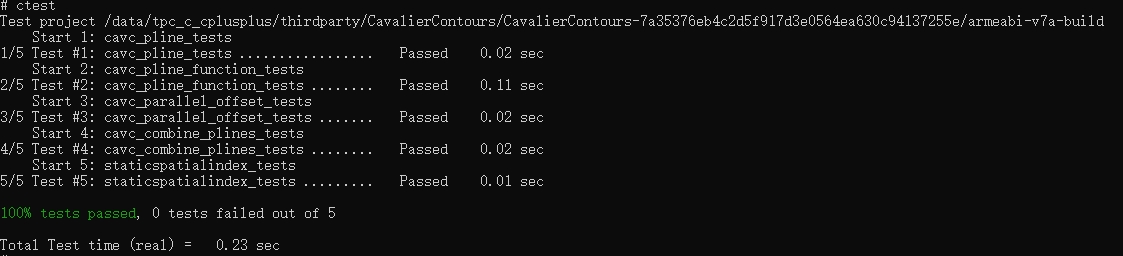 # ctest
Test project /data/tpc_c_cplusplus/thirdparty/CavalierContours/CavalierContours-7a35376eb4c2d5f917d3e0564ea630c94137255e/armeabi-v7a-build
Start 1: cavc_pline_tests
1/5 Test #1: cavc_pline_tests ................. Passed 0.02 sec
Start 2: cavc_pline_function_tests
2/5 Test #2: cavc_pline_function_tests ........ Passed 0.11 sec
Start 3: cavc_parallel_offset_tests
3/5 Test #3: cavc_parallel_offset_tests ....... Passed 0.02 sec
Start 4: cavc_combine_plines_tests
4/5 Test #4: cavc_combine_plines_tests ........ Passed 0.02 sec
Start 5: staticspatialindex_tests
5/5 Test #5: staticspatialindex_tests ......... Passed 0.01 sec
100% tests passed, 0 tests failed out of 5
Total Test time (real) = 0.23 sec